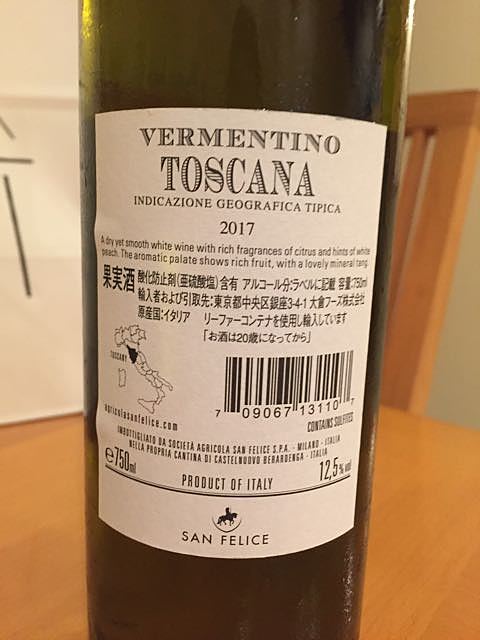 VERMENTINO
TOSCANA
INDICAZIONE GEOGRAFICA TIPICA
2017
A dry yet smooth white wine with rich fragrances of citrus and hints of white
peach. The aromatic palate shows rich fruit, with a lovely mineral tang.
果実酒 酸化防止剤(亜硫酸塩)含有 アルコール分:ラベルに記載 容量:750ml
輸入者および引取先:東京都中央区銀座3-4-1 大倉フーズ株式会社
原産国:イタリア リーファーコンテナを使用し輸入しています
「お酒は20歳になってから」
TUSCANY
7 09067 13110 7
agricolasanfelice.com
CONTAINS SULFITES
IMBOTTIGLIATO DA SOCIETÀ AGRICOLA SAN FELICE S.P.A. - MILANO - ITALIA
NELLA PROPRIA CANTINA DI CASTELNUOVO BERARDENGA - ITALIA
℮750ml
12,5% vol
PRODUCT OF ITALY
SAN FELICE